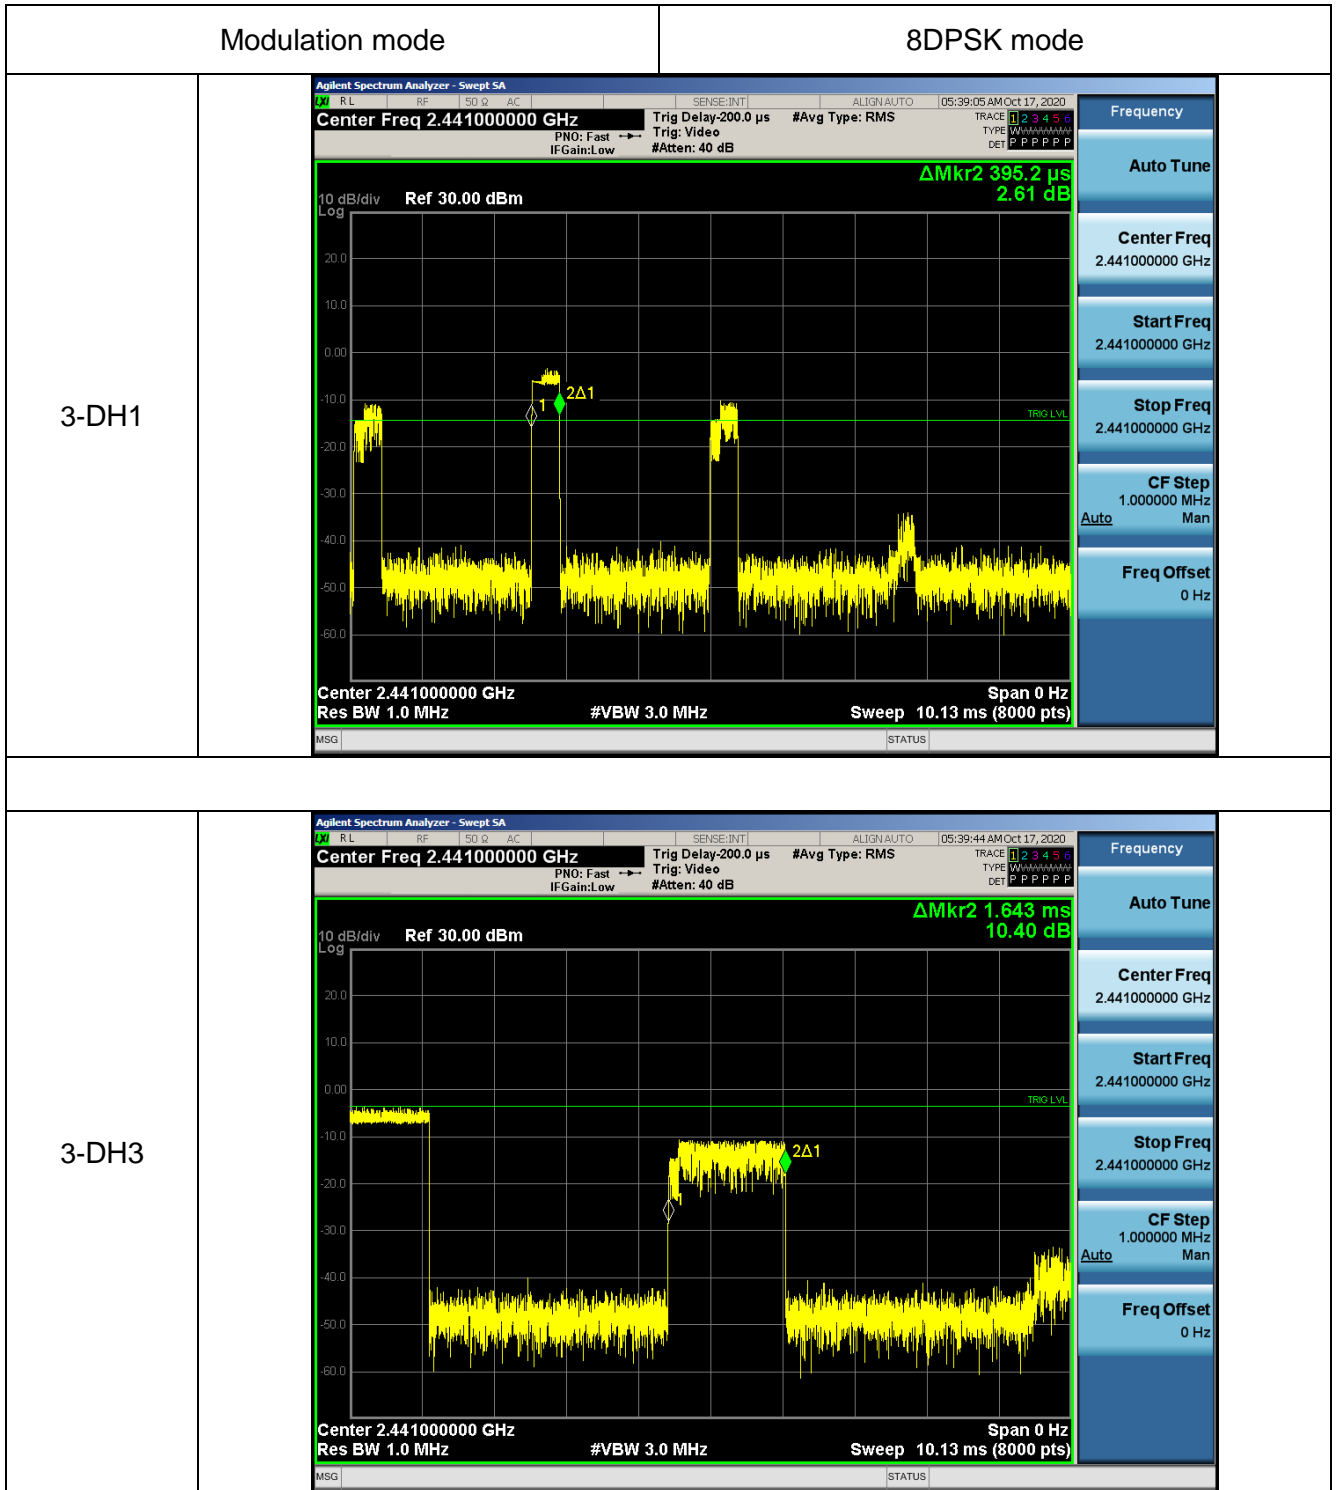 Modulation mode 8DPSK mode
3-DH1
Agilent Spectrum Analyzer - Swept SA
LXI RL RF 50 Ω AC SENSE:INT ALIGN AUTO 05:39:05 AM Oct 17, 2020
Center Freq 2.441000000 GHz
PNO: Fast
IFGain:Low
Trig Delay-200.0 µs
Trig: Video
#Atten: 40 dB
#Avg Type: RMS
TRACE 1 2 3 4 5 6
TYPE WWWWWW
DET P P P P P P
Frequency
Auto Tune
Center Freq
2.441000000 GHz
Start Freq
2.441000000 GHz
Stop Freq
2.441000000 GHz
CF Step
1.000000 MHz
Auto Man
Freq Offset
0 Hz
ΔMkr2 395.2 µs
2.61 dB
10 dB/div Ref 30.00 dBm
Log
20.0
10.0
0.00
-10.0
-20.0
-30.0
-40.0
-50.0
-60.0
1
2Δ1
TRIG LVL
Center 2.441000000 GHz Span 0 Hz
Res BW 1.0 MHz #VBW 3.0 MHz Sweep 10.13 ms (8000 pts)
MSG STATUS
3-DH3
Agilent Spectrum Analyzer - Swept SA
LXI RL RF 50 Ω AC SENSE:INT ALIGN AUTO 05:39:44 AM Oct 17, 2020
Center Freq 2.441000000 GHz
PNO: Fast
IFGain:Low
Trig Delay-200.0 µs
Trig: Video
#Atten: 40 dB
#Avg Type: RMS
TRACE 1 2 3 4 5 6
TYPE WWWWWW
DET P P P P P P
Frequency
Auto Tune
Center Freq
2.441000000 GHz
Start Freq
2.441000000 GHz
Stop Freq
2.441000000 GHz
CF Step
1.000000 MHz
Auto Man
Freq Offset
0 Hz
ΔMkr2 1.643 ms
10.40 dB
10 dB/div Ref 30.00 dBm
Log
20.0
10.0
0.00
-10.0
-20.0
-30.0
-40.0
-50.0
-60.0
2Δ1
TRIG LVL
Center 2.441000000 GHz Span 0 Hz
Res BW 1.0 MHz #VBW 3.0 MHz Sweep 10.13 ms (8000 pts)
MSG STATUS